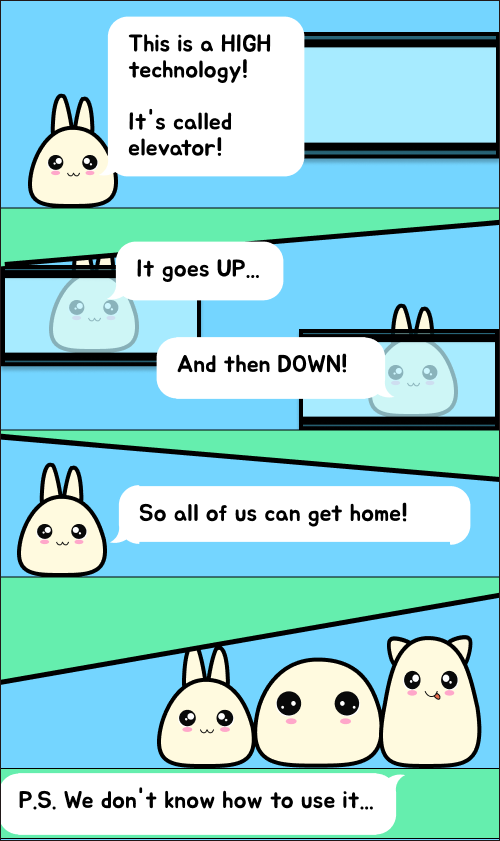 This is a HIGH
technology!
It's called
elevator!
It goes UP...
And then DOWN!
So all of us can get home!
P.S. We don't know how to use it...